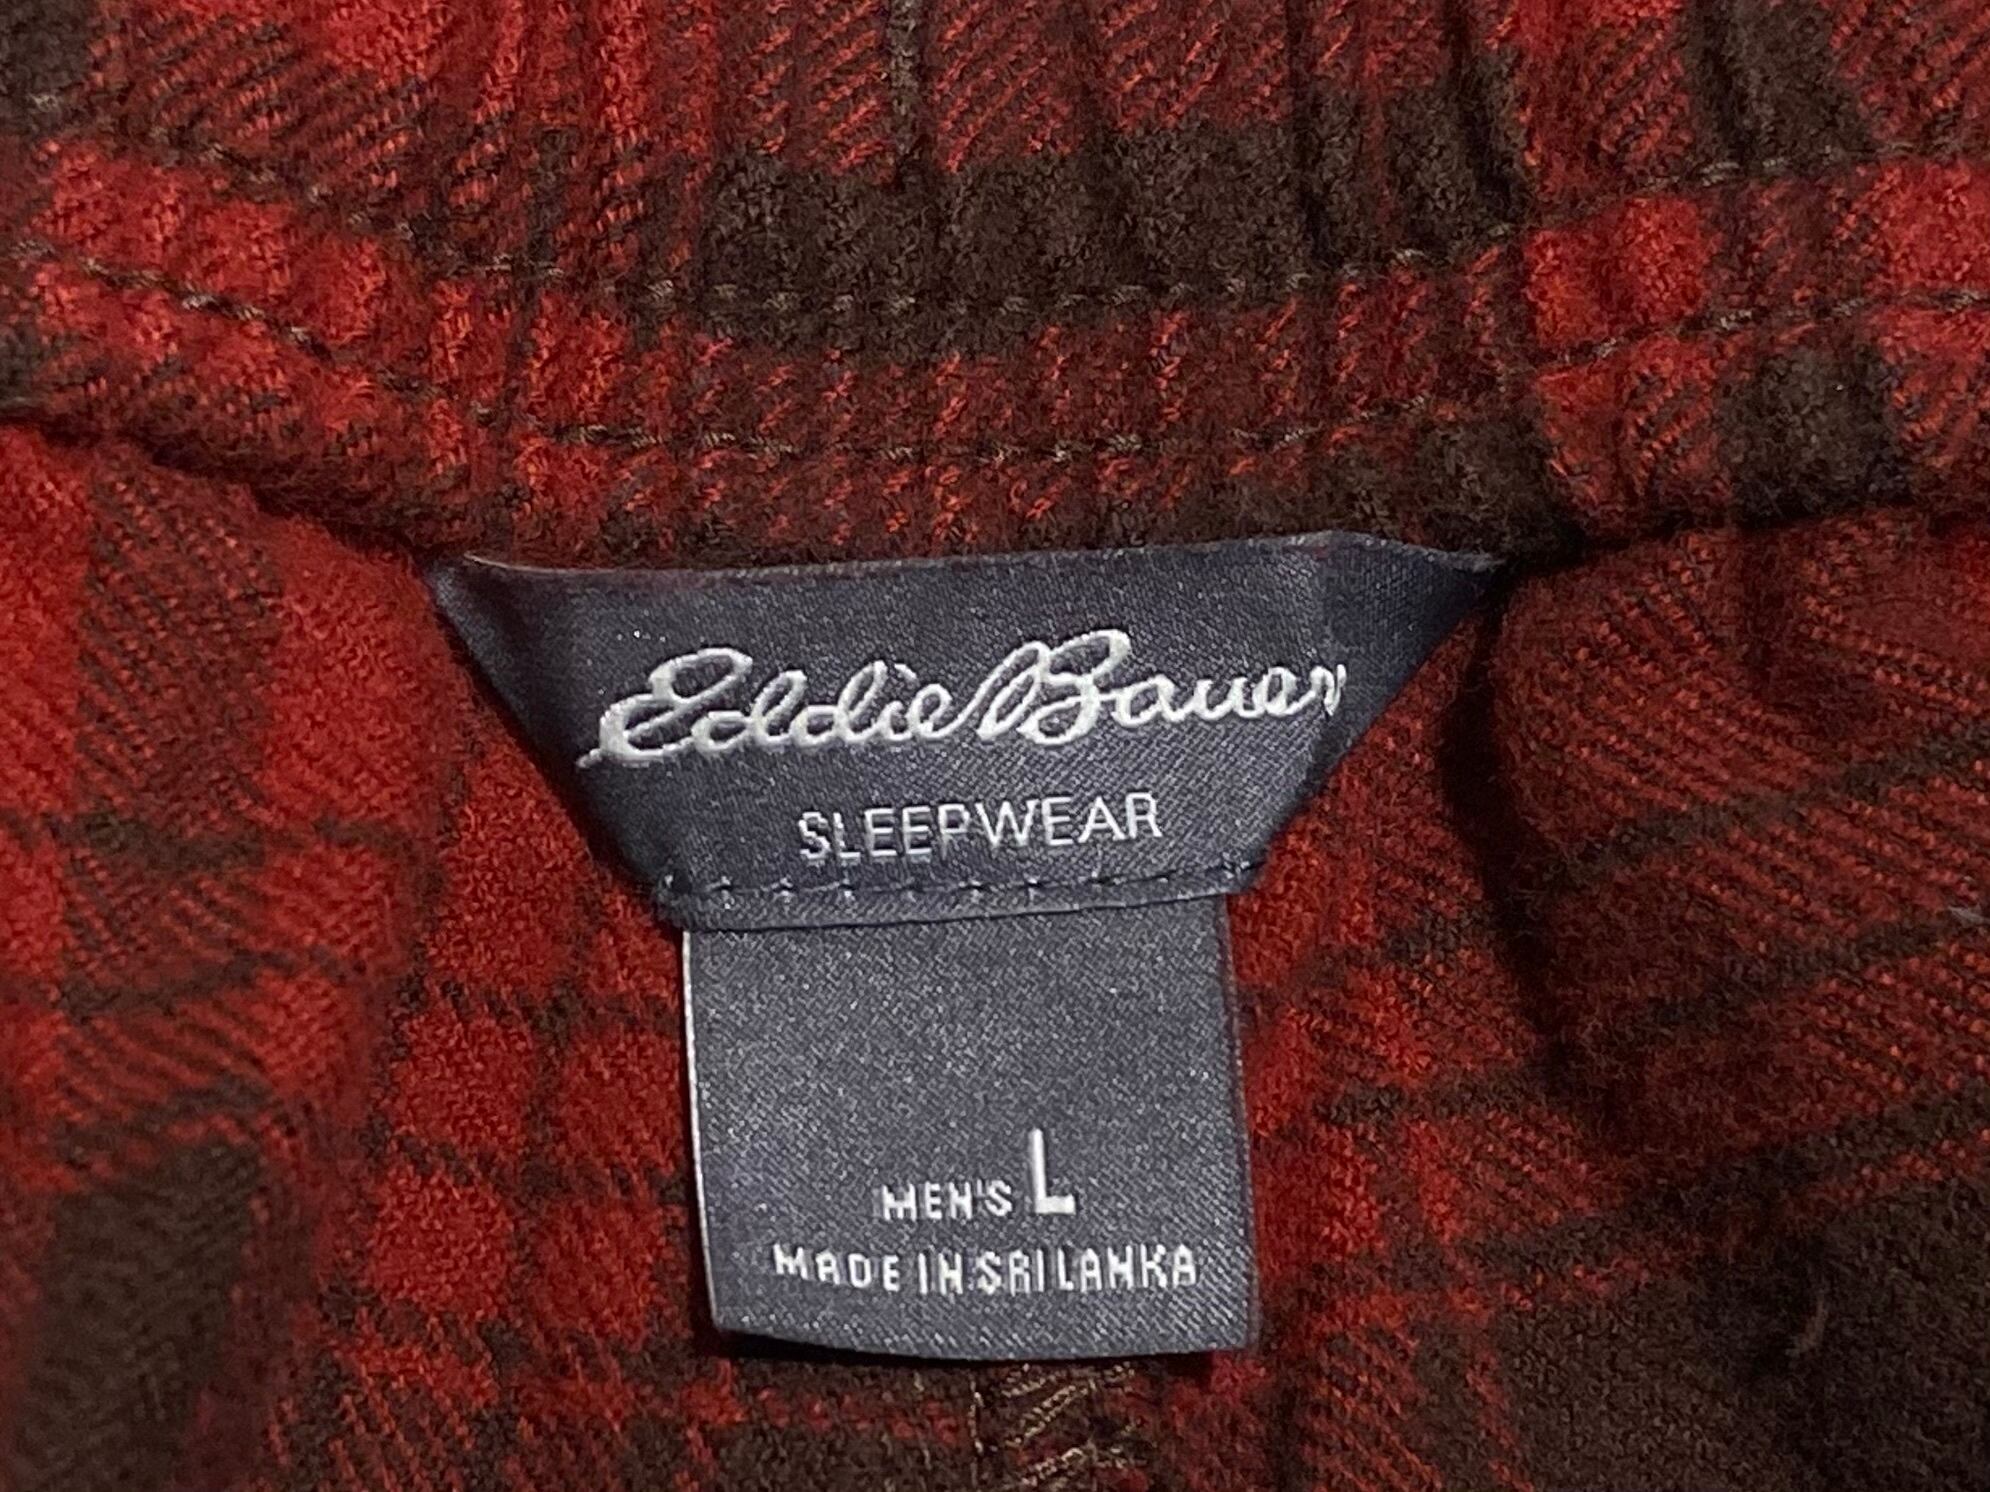 Eddie Bauer
SLEEPWEAR
MEN'S L
MADE IN SRI LANKA